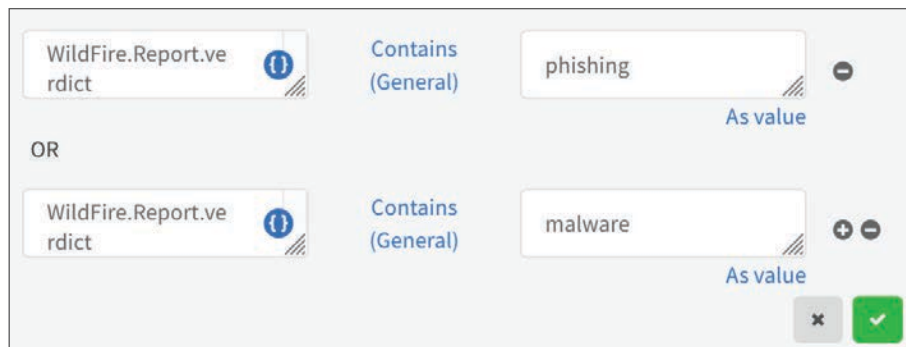 WildFire.Report.ve
rdict
{}
Contains
(General)
phishing
As value
OR
WildFire.Report.ve
rdict
{}
Contains
(General)
malware
As value